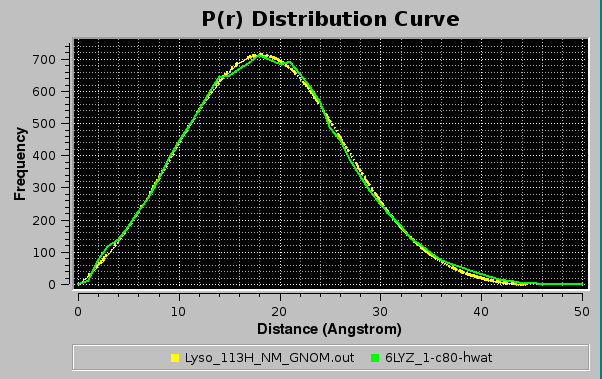 P(r) Distribution Curve
Frequency
700
600
500
400
300
200
100
0
0 10 20 30 40 50
Distance (Angstrom)
Lyso_113H_NM_GNOM.out 6LYZ_1-c80-hwat